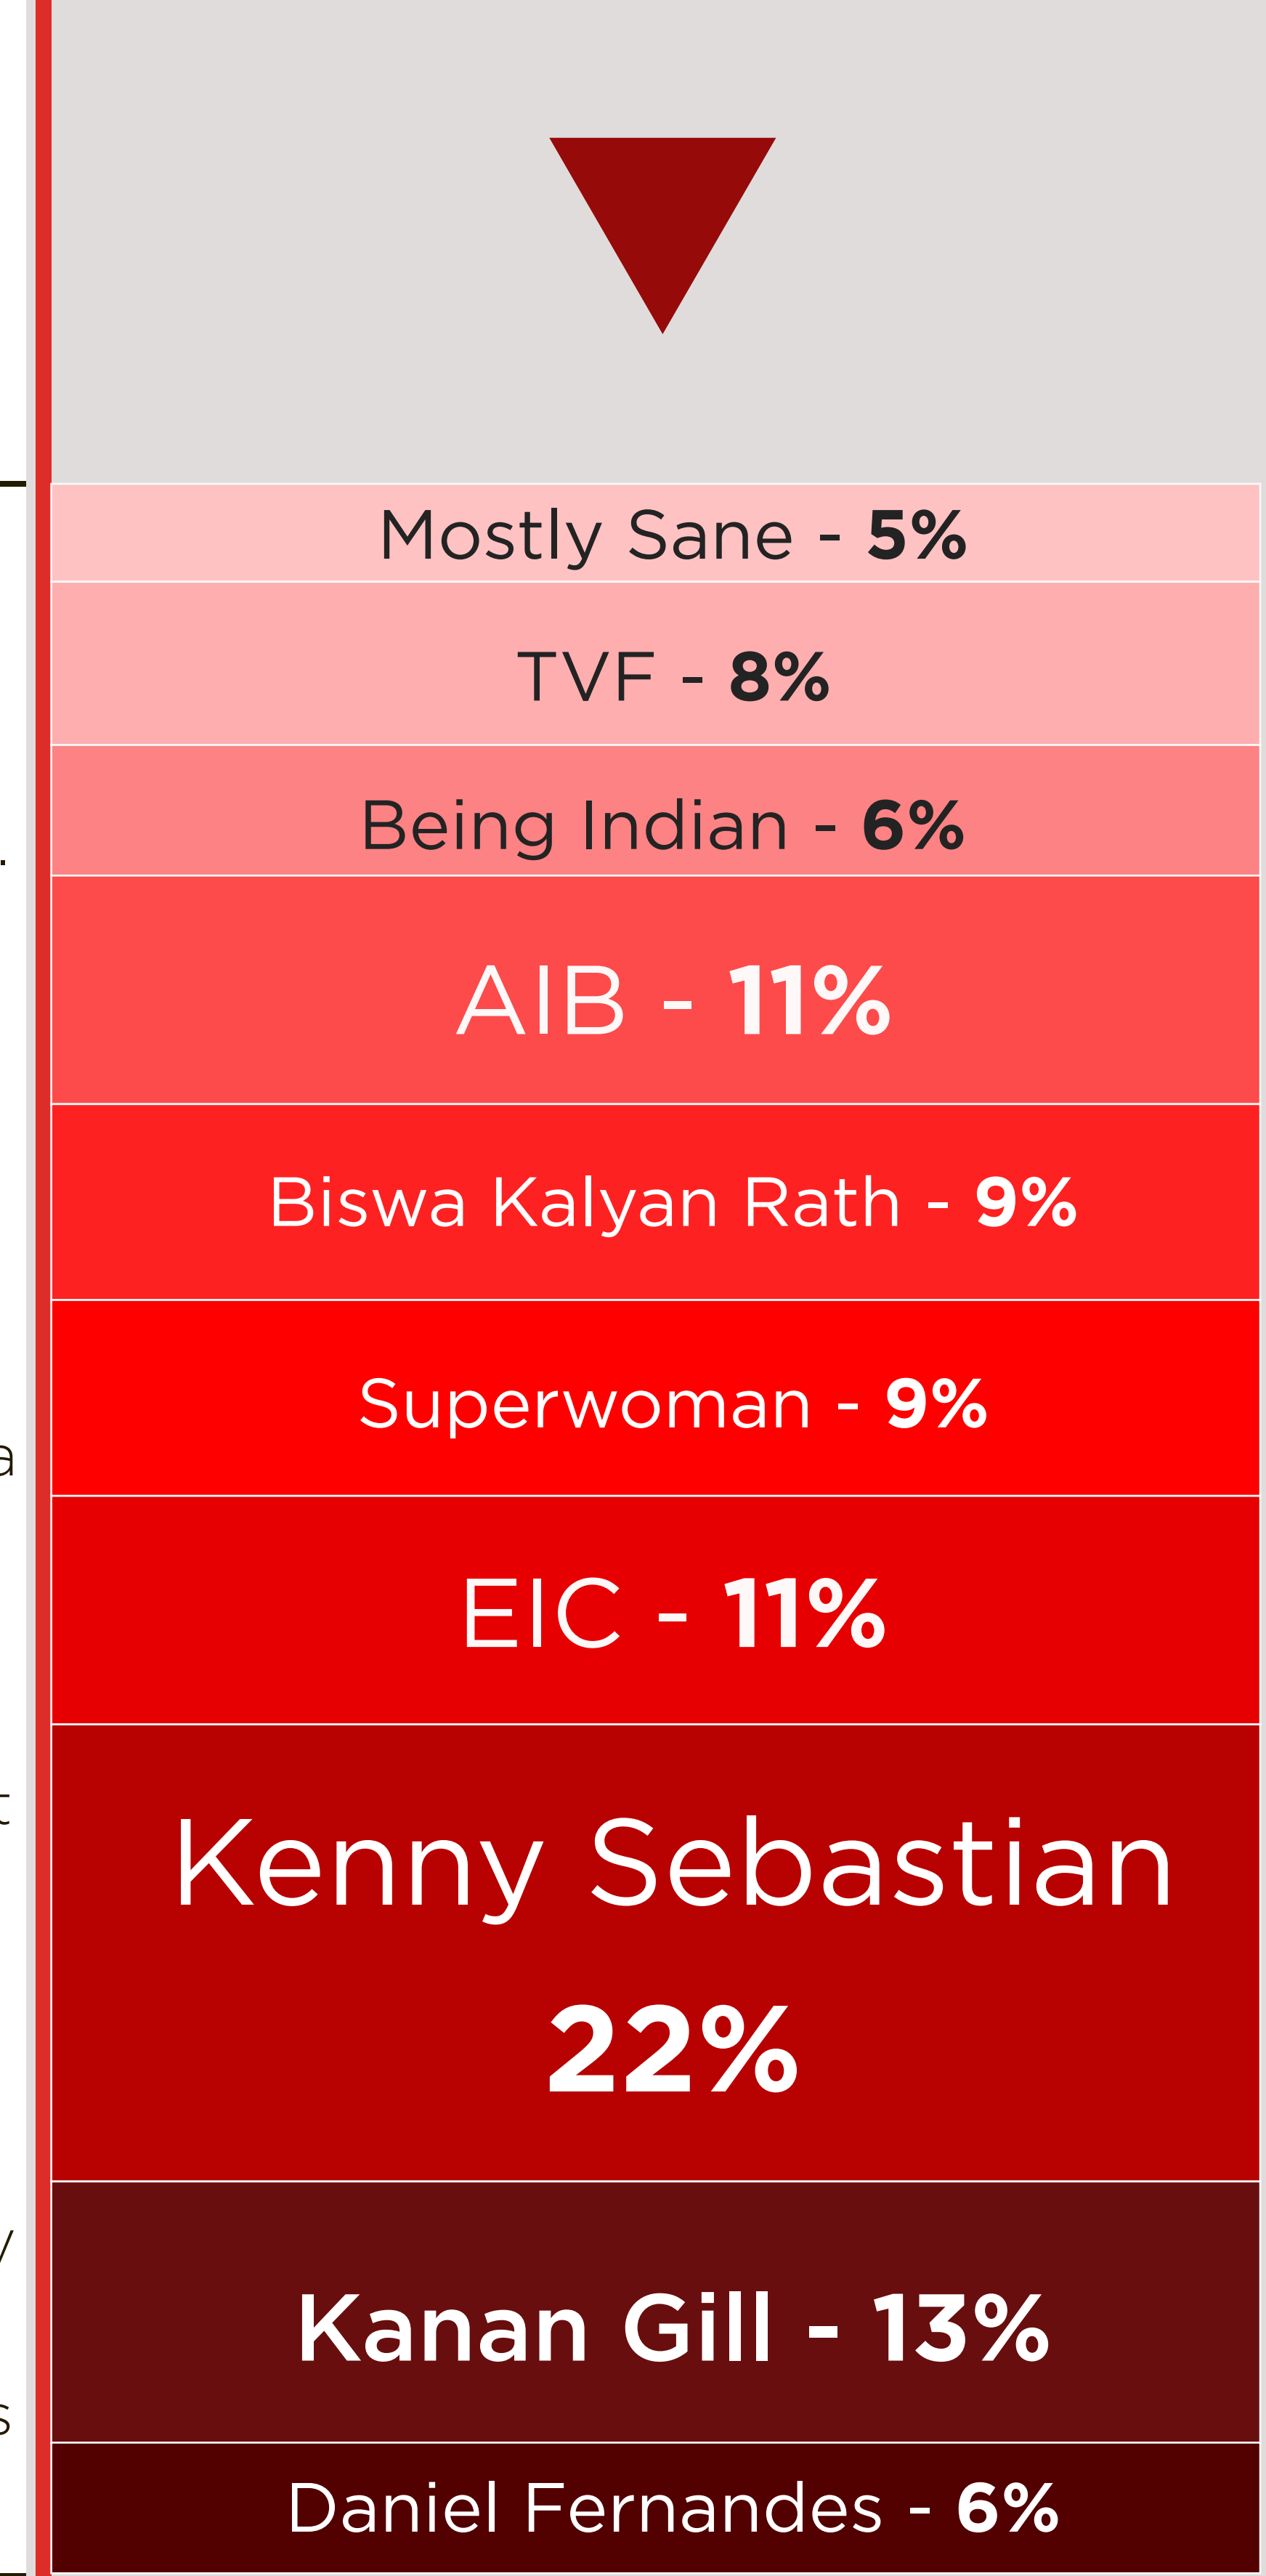 Mostly Sane - 5%
TVF - 8%
Being Indian - 6%
AIB - 11%
Biswa Kalyan Rath - 9%
Superwoman - 9%
EIC - 11%
Kenny Sebastian
22%
Kanan Gill - 13%
Daniel Fernandes - 6%